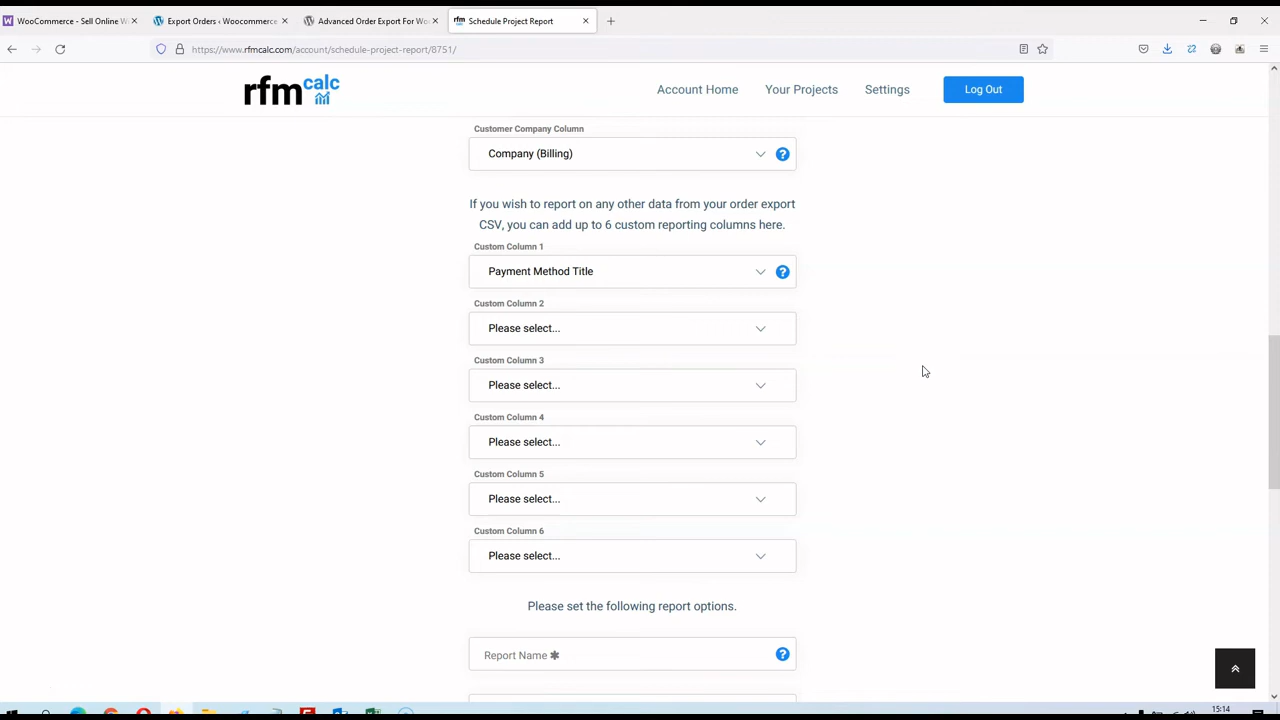 WooCommerce - Sell Online Wi
Export Orders ‹ Woocommerce
Advanced Order Export For Wo
rfm calc
Schedule Project Report
https://www.rfmcalc.com/account/schedule-project-report/8751/
rfm calc
Account Home
Your Projects
Settings
Log Out
Customer Company Column
Company (Billing)
?
If you wish to report on any other data from your order export
CSV, you can add up to 6 custom reporting columns here.
Custom Column 1
Payment Method Title
?
Custom Column 2
Please select...
Custom Column 3
Please select...
Custom Column 4
Please select...
Custom Column 5
Please select...
Custom Column 6
Please select...
Please set the following report options.
Report Name ✱
?
15:14